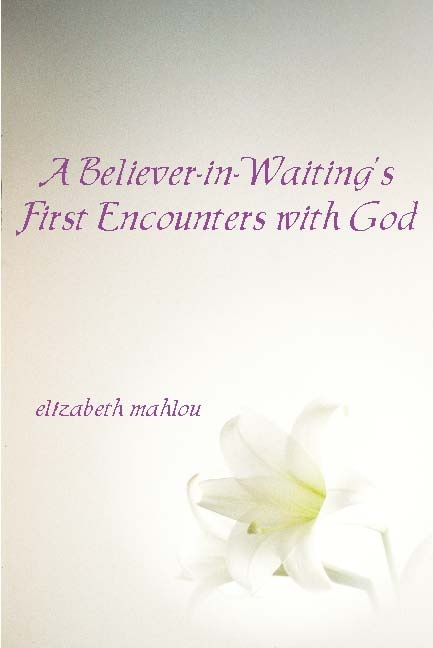 A Believer-in-Waiting's
First Encounters with God
elizabeth mahlou